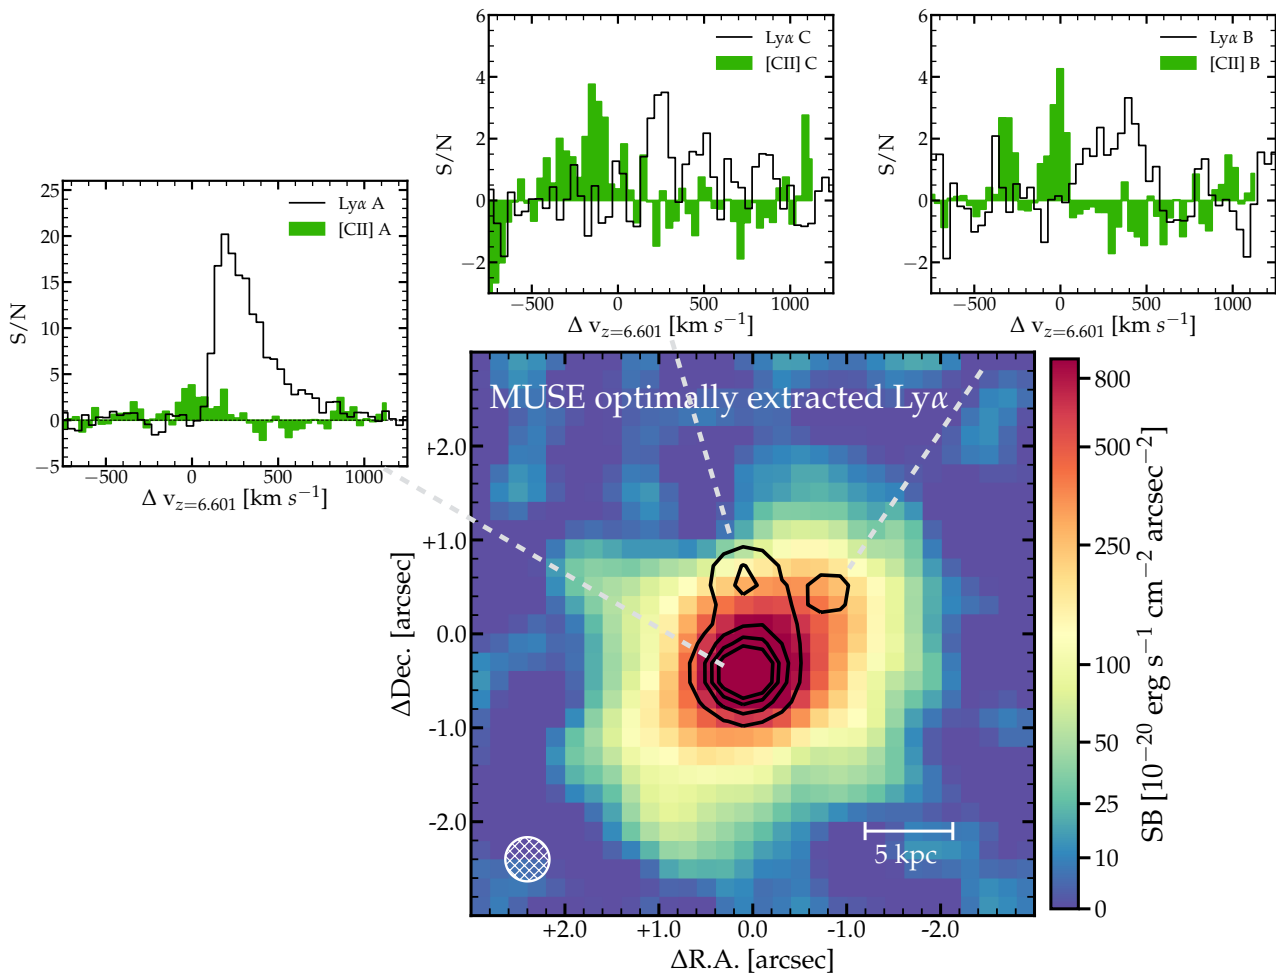 6
4
2
0
−2
S/N
Lyα C
[CII] C
−500 0 500 1000
Δ v_{z=6.601} [km s⁻¹]
6
4
2
0
−2
S/N
Lyα B
[CII] B
−500 0 500 1000
Δ v_{z=6.601} [km s⁻¹]
25
20
15
10
5
0
−5
S/N
Lyα A
[CII] A
−500 0 500 1000
Δ v_{z=6.601} [km s⁻¹]
MUSE optimally extracted Lyα
+2.0
+1.0
0.0
-1.0
-2.0
ΔDec. [arcsec]
5 kpc
+2.0 +1.0 0.0 -1.0 -2.0
ΔR.A. [arcsec]
800
500
250
100
50
25
10
0
SB [10⁻²⁰ erg s⁻¹ cm⁻² arcsec⁻²]